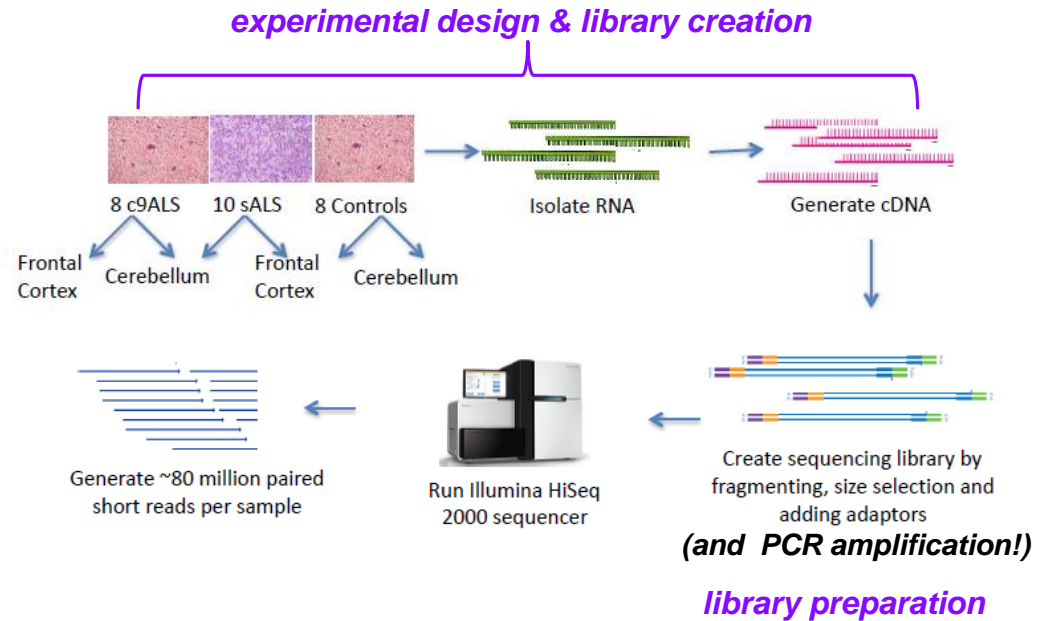 experimental design & library creation
8 c9ALS
10 sALS
8 Controls
Isolate RNA
Generate cDNA
Frontal
Cortex
Cerebellum
Frontal
Cortex
Cerebellum
Generate ~80 million paired
short reads per sample
Run Illumina HiSeq
2000 sequencer
Create sequencing library by
fragmenting, size selection and
adding adaptors
(and PCR amplification!)
library preparation